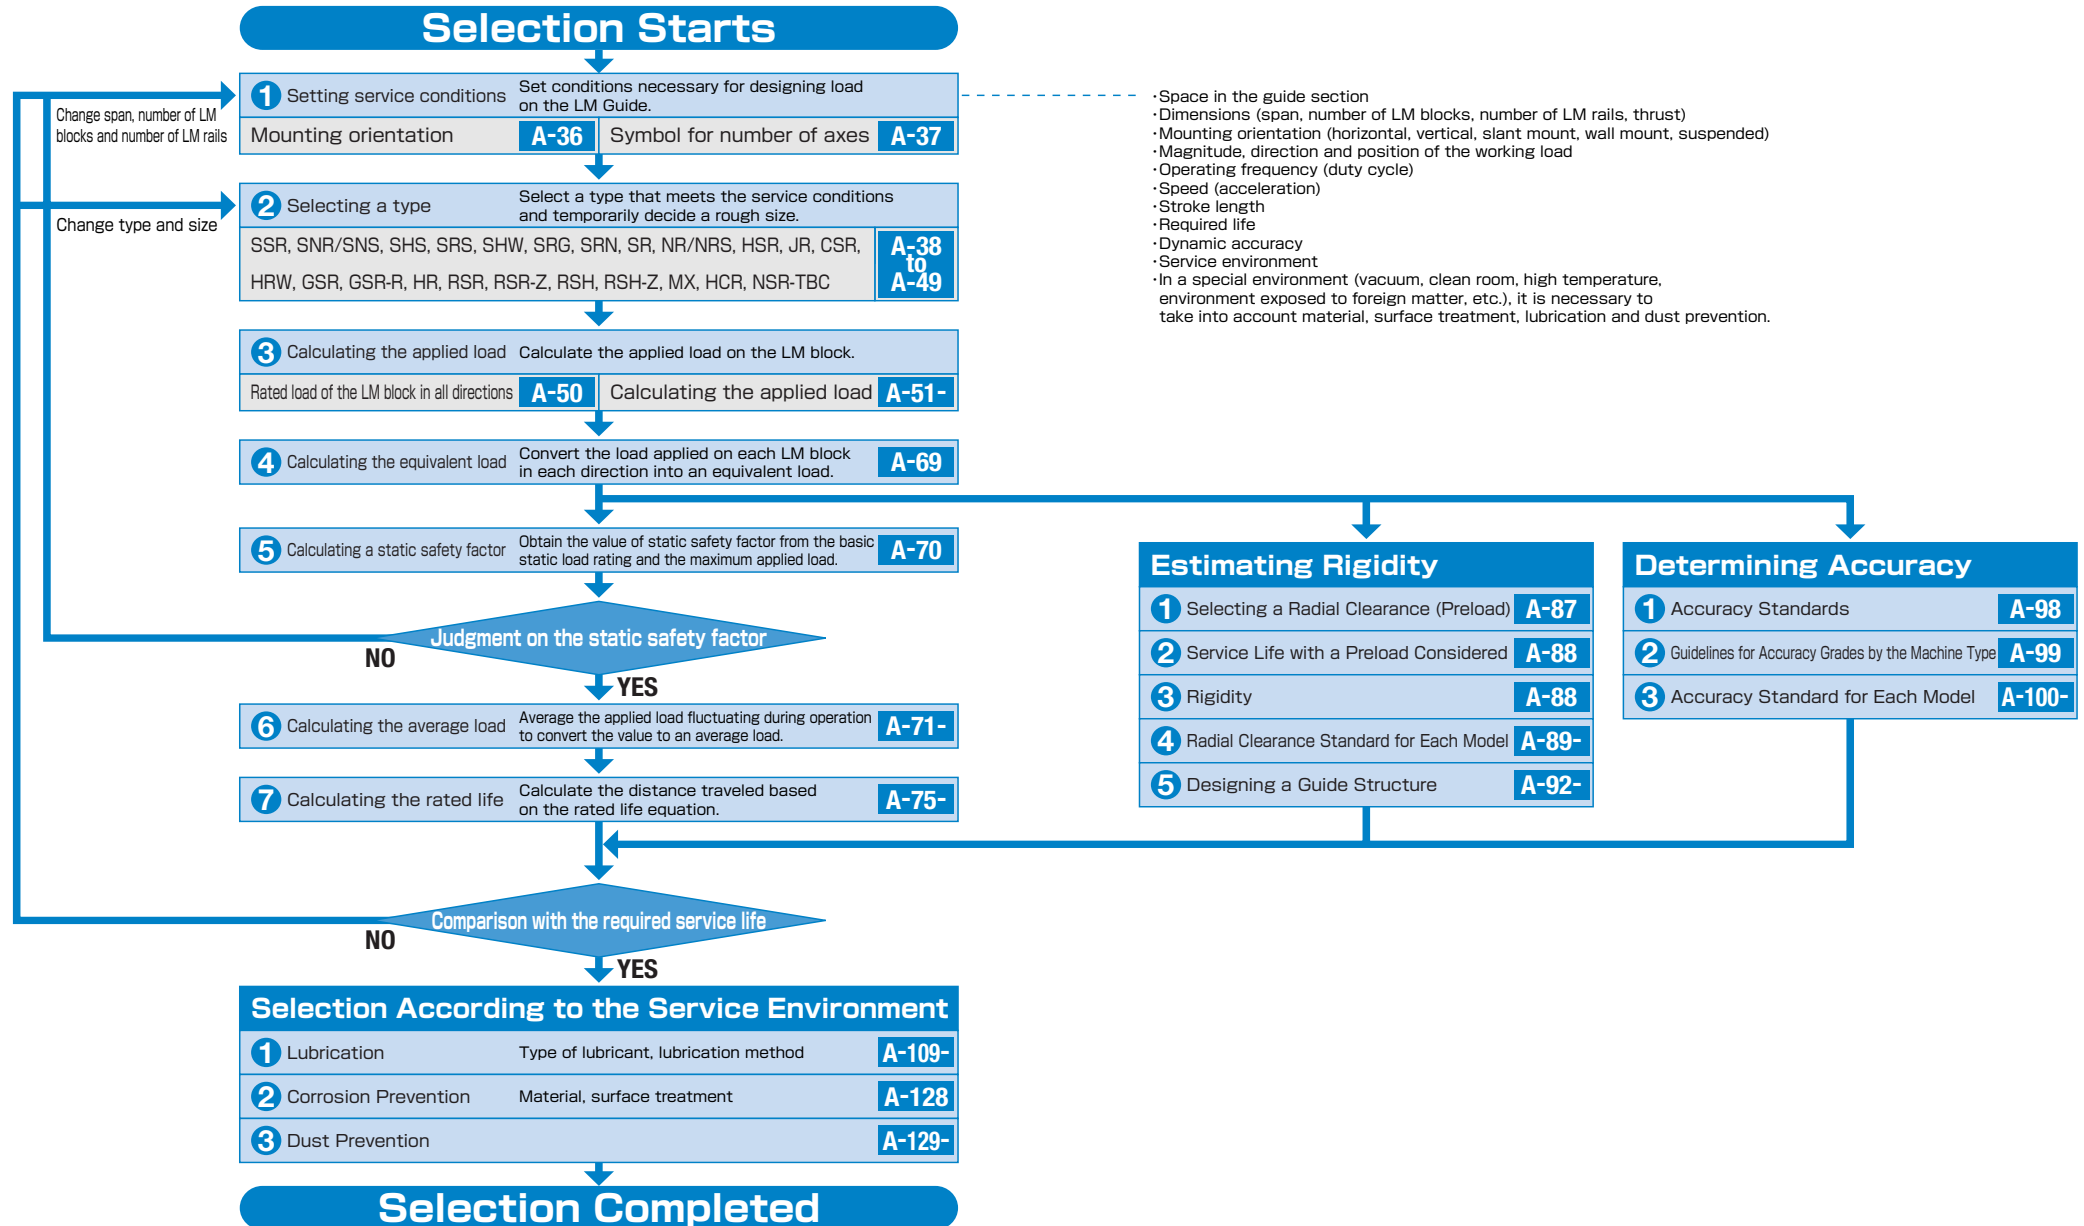 Selection Starts
Change span, number of LM
blocks and number of LM rails
1 Setting service conditions
Set conditions necessary for designing load
on the LM Guide.
Mounting orientation A-36 Symbol for number of axes A-37
·Space in the guide section
·Dimensions (span, number of LM blocks, number of LM rails, thrust)
·Mounting orientation (horizontal, vertical, slant mount, wall mount, suspended)
·Magnitude, direction and position of the working load
·Operating frequency (duty cycle)
·Speed (acceleration)
·Stroke length
·Required life
·Dynamic accuracy
·Service environment
·In a special environment (vacuum, clean room, high temperature,
environment exposed to foreign matter, etc.), it is necessary to
take into account material, surface treatment, lubrication and dust prevention.
Change type and size
2 Selecting a type
Select a type that meets the service conditions
and temporarily decide a rough size.
SSR, SNR/SNS, SHS, SRS, SHW, SRG, SRN, SR, NR/NRS, HSR, JR, CSR,
HRW, GSR, GSR-R, HR, RSR, RSR-Z, RSH, RSH-Z, MX, HCR, NSR-TBC
A-38
to
A-49
3 Calculating the applied load Calculate the applied load on the LM block.
Rated load of the LM block in all directions A-50 Calculating the applied load A-51-
4 Calculating the equivalent load
Convert the load applied on each LM block
in each direction into an equivalent load.
A-69
5 Calculating a static safety factor
Obtain the value of static safety factor from the basic
static load rating and the maximum applied load.
A-70
Judgment on the static safety factor
NO
YES
6 Calculating the average load
Average the applied load fluctuating during operation
to convert the value to an average load.
A-71-
7 Calculating the rated life
Calculate the distance traveled based
on the rated life equation.
A-75-
Estimating Rigidity
1 Selecting a Radial Clearance (Preload) A-87
2 Service Life with a Preload Considered A-88
3 Rigidity A-88
4 Radial Clearance Standard for Each Model A-89-
5 Designing a Guide Structure A-92-
Determining Accuracy
1 Accuracy Standards A-98
2 Guidelines for Accuracy Grades by the Machine Type A-99
3 Accuracy Standard for Each Model A-100-
Comparison with the required service life
NO
YES
Selection According to the Service Environment
1 Lubrication Type of lubricant, lubrication method A-109-
2 Corrosion Prevention Material, surface treatment A-128
3 Dust Prevention A-129-
Selection Completed